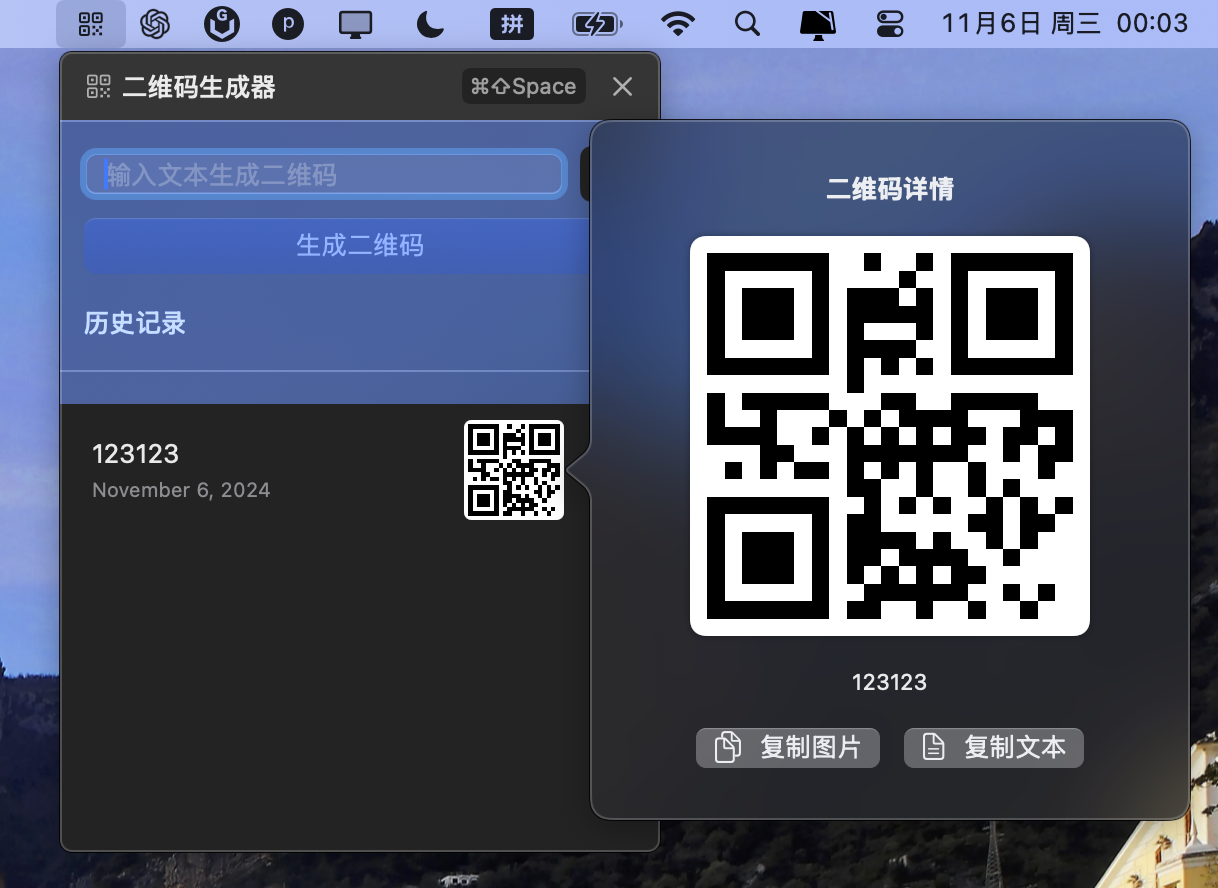 拼
11月6日 周三 00:03
二维码生成器
⌘⇧Space
输入文本生成二维码
生成二维码
历史记录
123123
November 6, 2024
二维码详情
123123
复制图片
复制文本